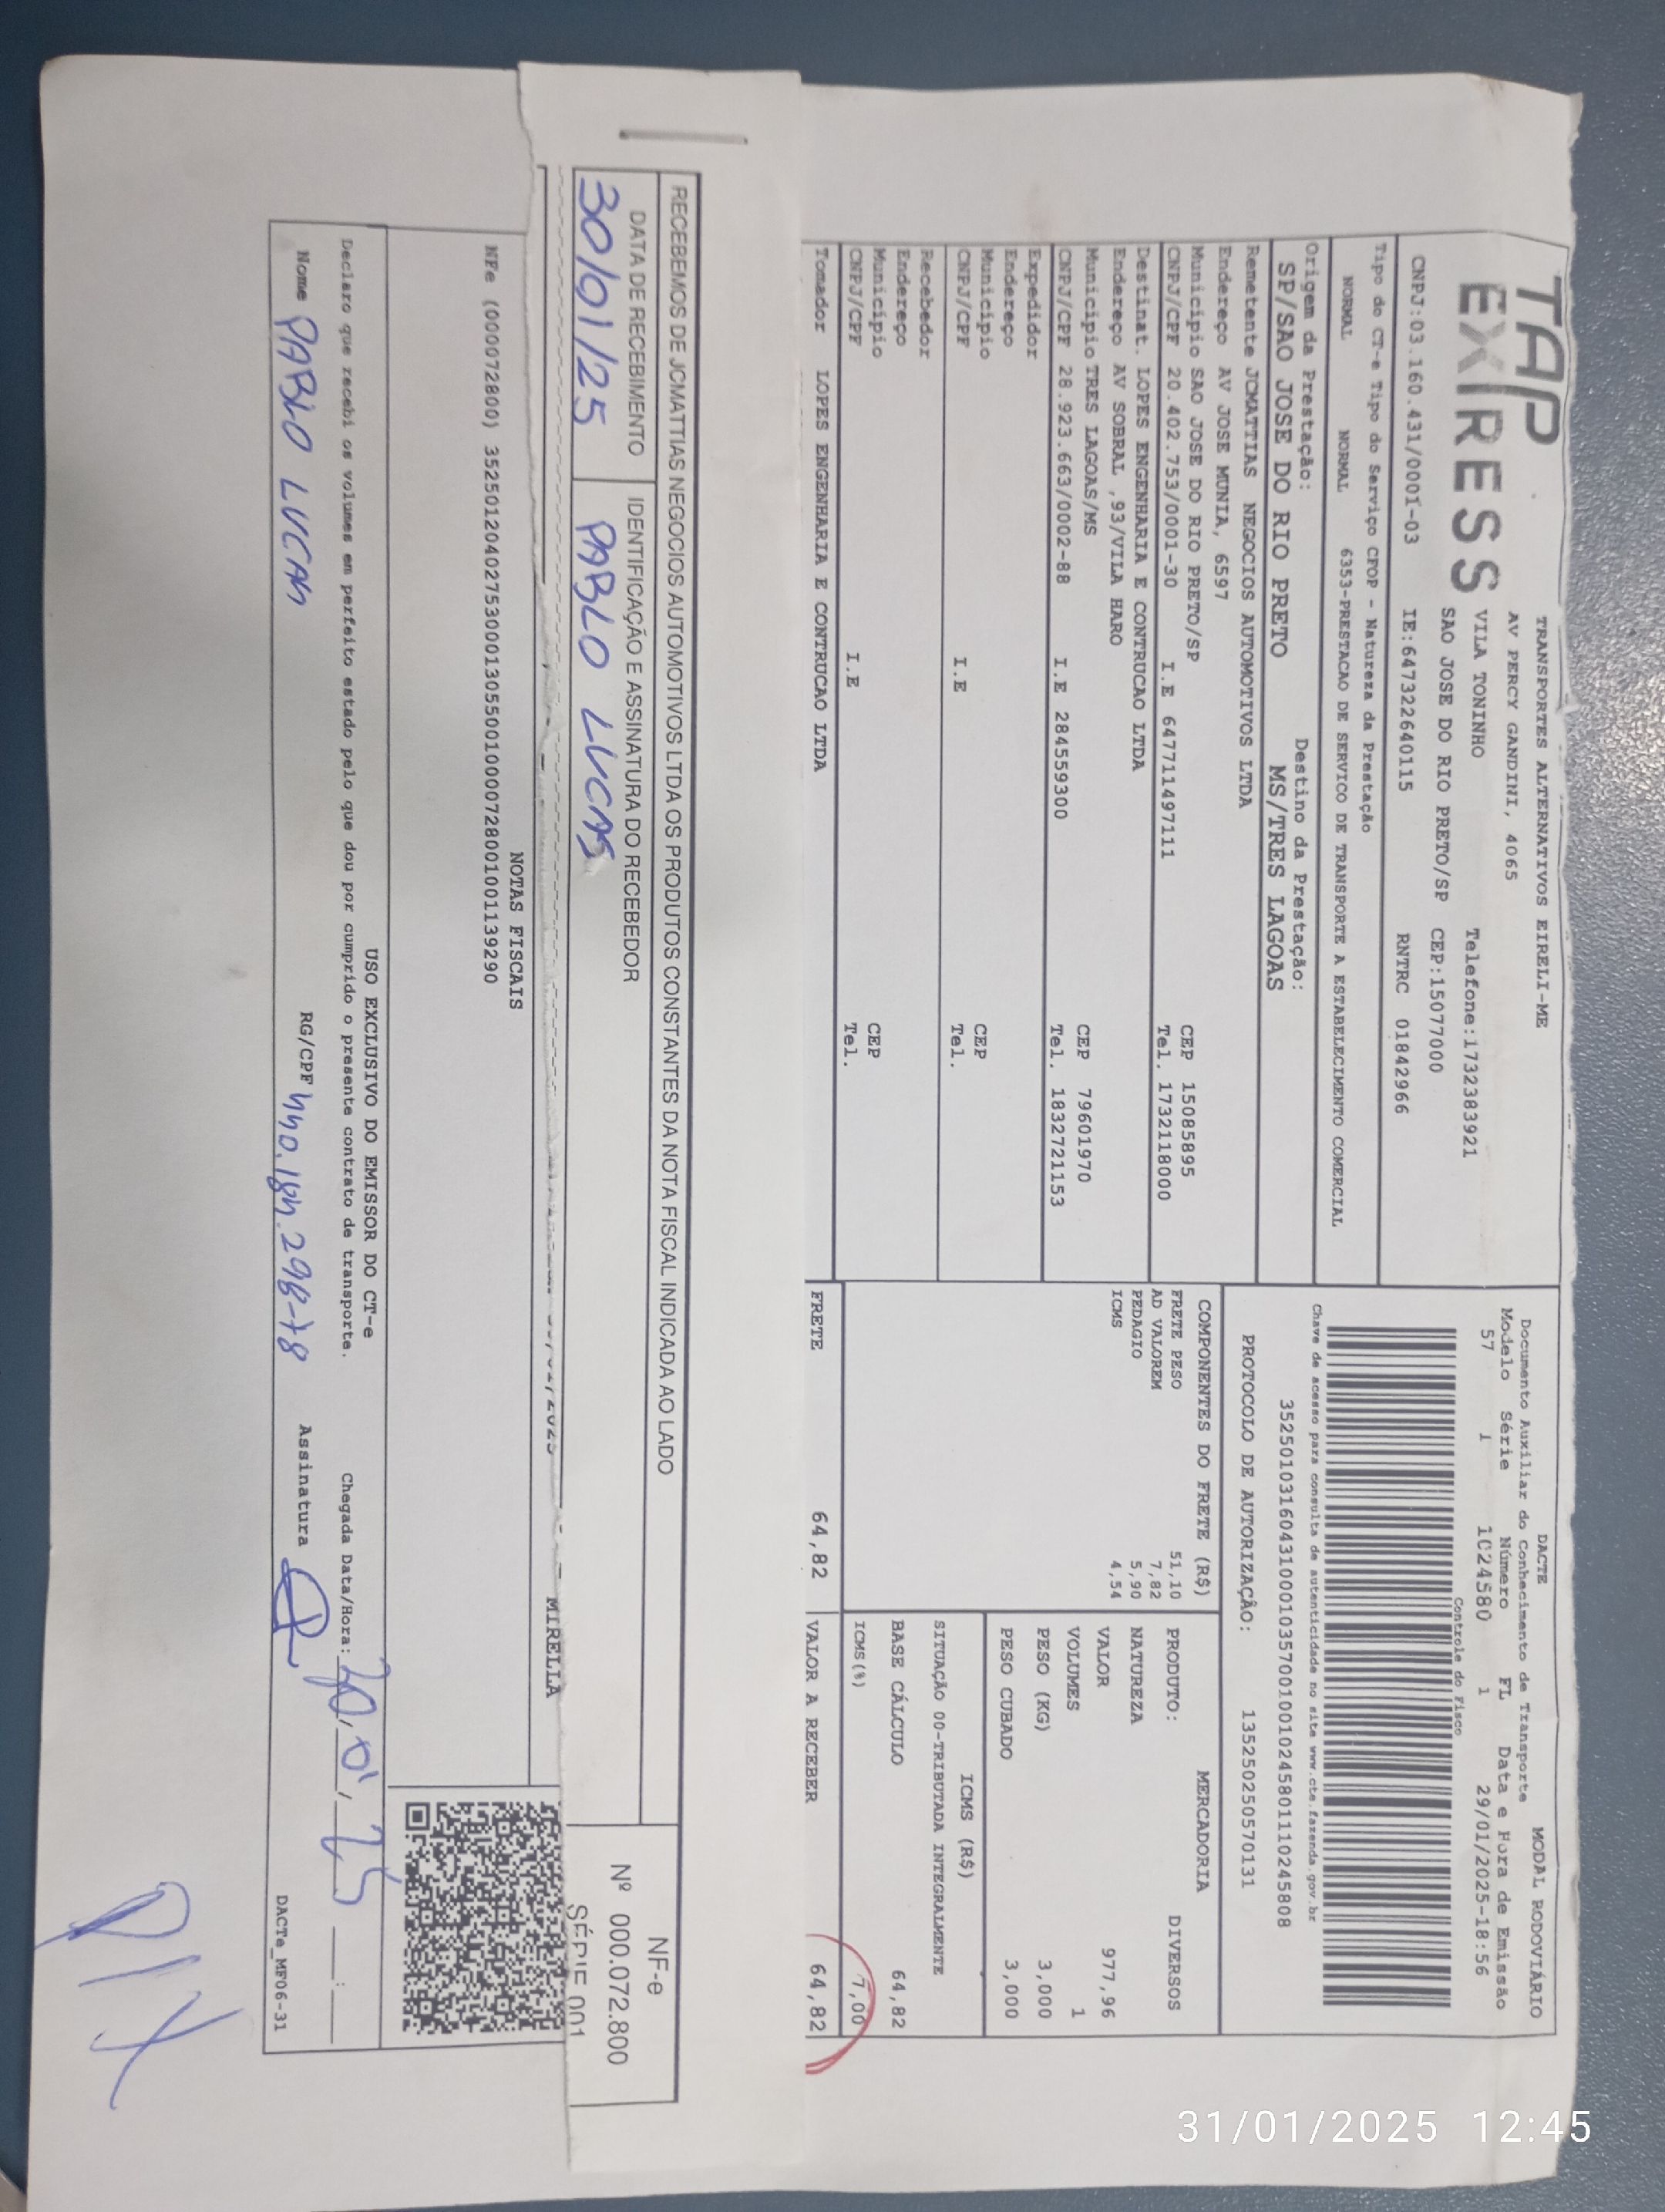 TAP
EXPRESS
TRANSPORTES ALTERNATIVOS EIRELI-ME
AV PERCY GANDINI, 4065
VILA TONINHO Telefone:1732383921
SAO JOSE DO RIO PRETO/SP CEP:15077000
CNPJ:03.160.431/0001-03 IE:647322640115 RNTRC 01842966
DACTE MODAL RODOVIÁRIO
Documento Auxiliar do Conhecimento de Transporte
Modelo Série Número FL Data e Hora de Emissão
57 1 1024580 1 29/01/2025-18:56
Controle do Fisco
Chave de acesso para consulta de autenticidade no site www.cte.fazenda.gov.br
35250103160431000103570010010245801110245808
PROTOCOLO DE AUTORIZAÇÃO: 135250250570131
Tipo do CT-e Tipo do Serviço CFOP - Natureza da Prestação
NORMAL NORMAL 6353-PRESTACAO DE SERVICO DE TRANSPORTE A ESTABELECIMENTO COMERCIAL
Origem da Prestação: Destino da Prestação:
SP/SAO JOSE DO RIO PRETO MS/TRES LAGOAS
Remetente JCMATTIAS NEGOCIOS AUTOMOTIVOS LTDA
Endereço AV JOSE MUNIA, 6597
Município SAO JOSE DO RIO PRETO/SP CEP 15085895
CNPJ/CPF 20.402.753/0001-30 I.E 647711497111 Tel. 1732118000
Destinat. LOPES ENGENHARIA E CONTRUCAO LTDA
Endereço AV SOBRAL ,93/VILA HARO
Município TRES LAGOAS/MS CEP 79601970
CNPJ/CPF 28.923.663/0002-88 I.E 284559300 Tel. 1832721153
Expedidor
Endereço
Município CEP
CNPJ/CPF I.E Tel.
Recebedor
Endereço
Município CEP
CNPJ/CPF I.E Tel.
Tomador LOPES ENGENHARIA E CONTRUCAO LTDA
COMPONENTES DO FRETE (R$)
FRETE PESO 51,10
AD VALOREM 7,82
PEDAGIO 5,90
ICMS 4,54
FRETE 64,82
MERCADORIA
PRODUTO: DIVERSOS
NATUREZA
VALOR 977,96
VOLUMES 1
PESO (KG) 3,000
PESO CUBADO 3,000
ICMS (R$)
SITUAÇÃO 00-TRIBUTADA INTEGRALMENTE
BASE CÁLCULO 64,82
ICMS(%) 7,00
VALOR A RECEBER 64,82
RECEBEMOS DE JCMATTIAS NEGOCIOS AUTOMOTIVOS LTDA OS PRODUTOS CONSTANTES DA NOTA FISCAL INDICADA AO LADO
DATA DE RECEBIMENTO IDENTIFICAÇÃO E ASSINATURA DO RECEBEDOR
30/01/25 PABLO LUCAS
NF-e
Nº 000.072.800
SÉRIE 001
MIRELLA
NOTAS FISCAIS
NFe (000072800) 35250120402753000130550010000728001001139290
USO EXCLUSIVO DO EMISSOR DO CT-e
Declaro que recebi os volumes em perfeito estado pelo que dou por cumprido o presente contrato de transporte. Chegada Data/Hora: 30/01/25 __:__
Nome PABLO LUCAS RG/CPF 440.184.298-78 Assinatura
DACTe_MF06-31
PIX
31/01/2025 12:45